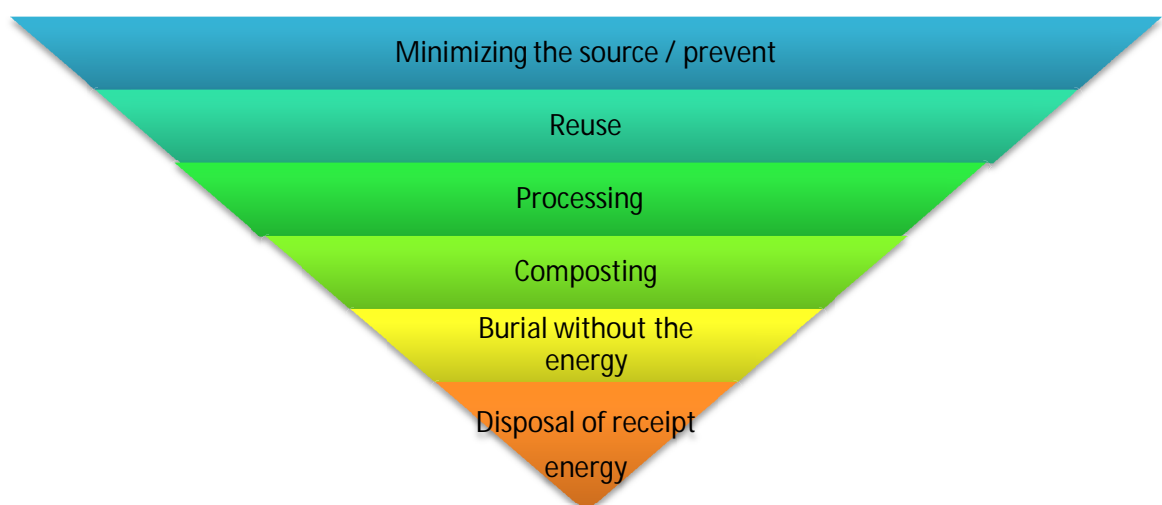 Minimizing the source / prevent
Reuse
Processing
Composting
Burial without the
energy
Disposal of receipt
energy